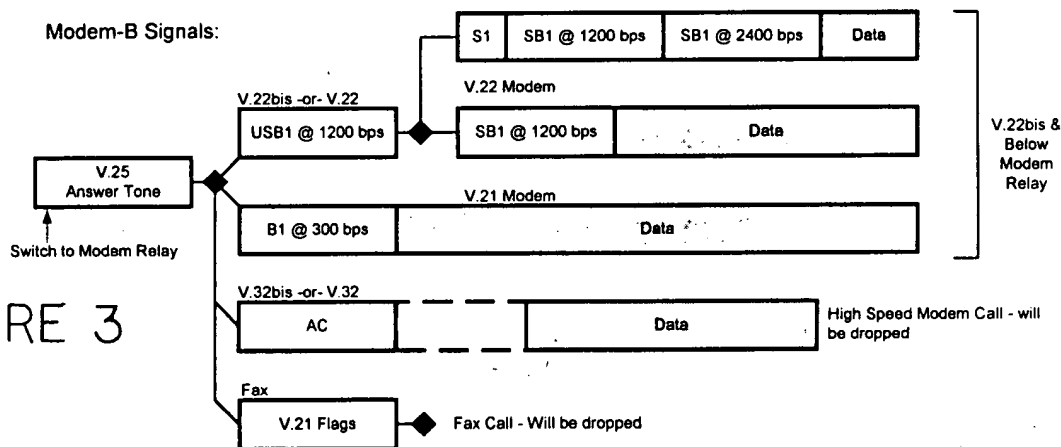 Modem-B Signals:
S1
SB1 @ 1200 bps
SB1 @ 2400 bps
Data
V.22bis -or- V.22
V.22 Modem
USB1 @ 1200 bps
SB1 @ 1200 bps
Data
V.22bis &
Below
Modem
Relay
V.25
Answer Tone
V.21 Modem
B1 @ 300 bps
Data
Switch to Modem Relay
V.32bis -or- V.32
AC
Data
High Speed Modem Call - will
be dropped
RE 3
Fax
V.21 Flags
Fax Call - Will be dropped